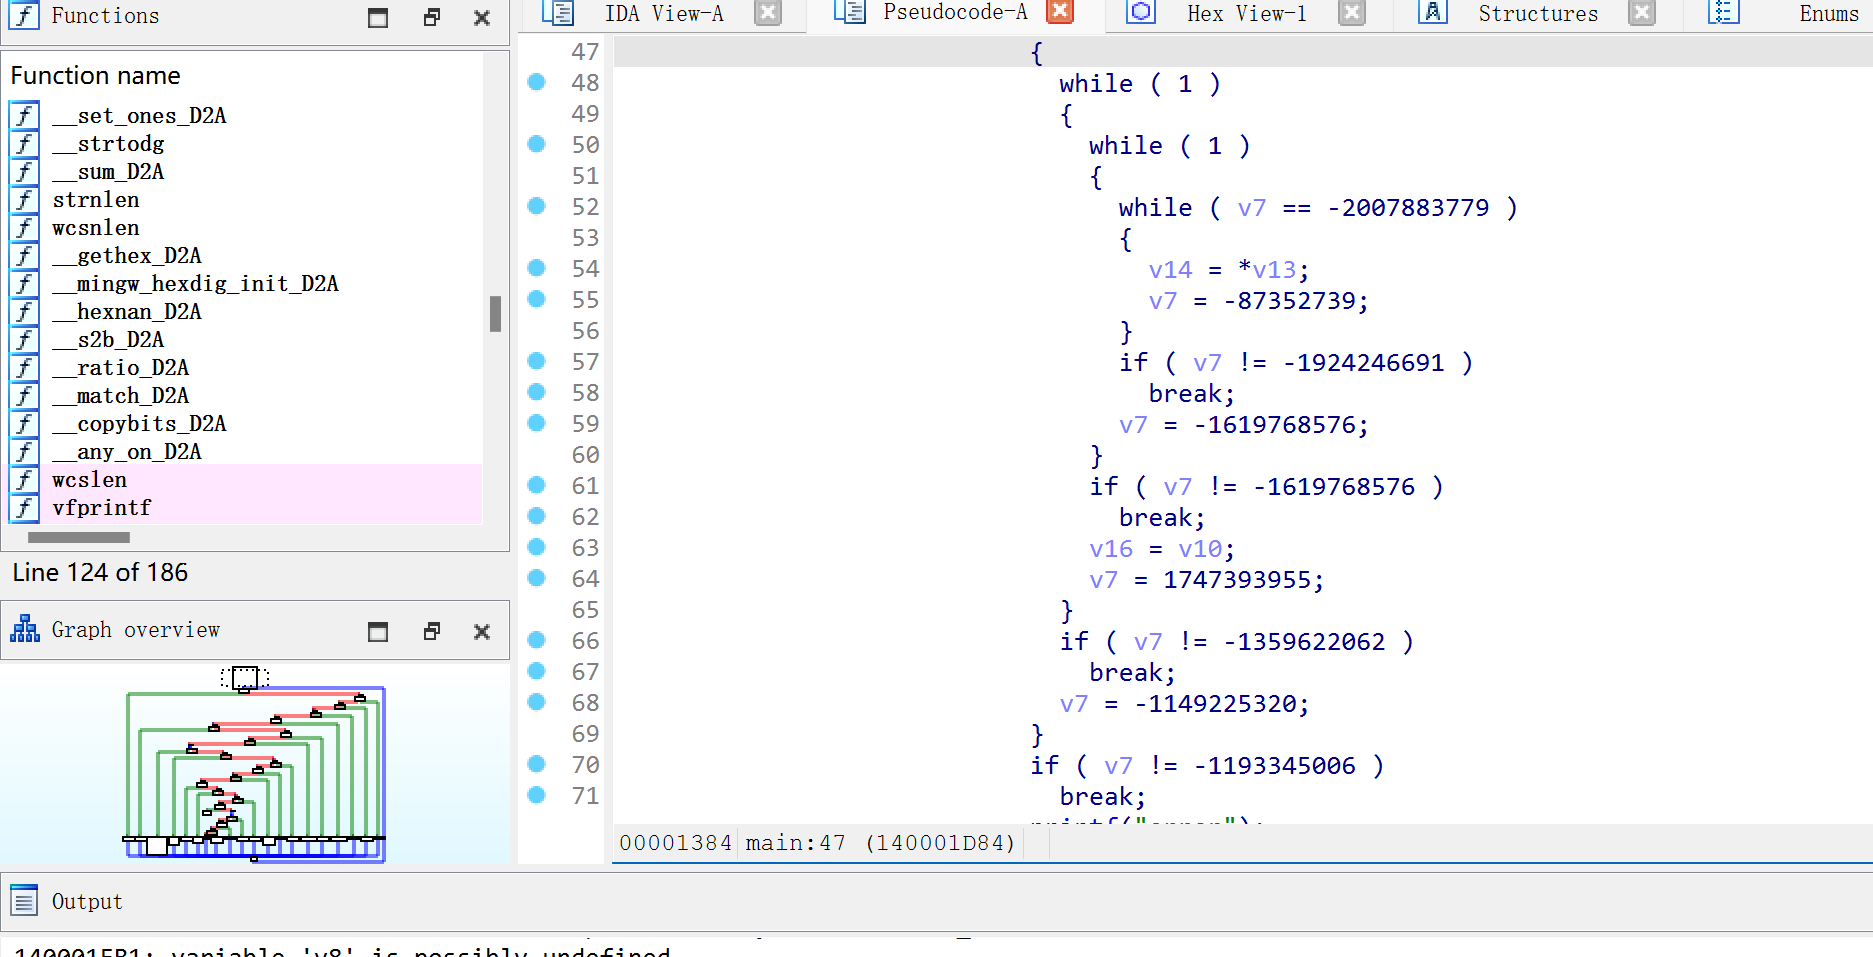 Functions
Function name
__set_ones_D2A
__strtodg
__sum_D2A
strnlen
wcsnlen
__gethex_D2A
__mingw_hexdig_init_D2A
__hexnan_D2A
__s2b_D2A
__ratio_D2A
__match_D2A
__copybits_D2A
__any_on_D2A
wcslen
vfprintf
Line 124 of 186
Graph overview
IDA View-A Pseudocode-A Hex View-1 Structures Enums
47 {
48 while ( 1 )
49 {
50 while ( 1 )
51 {
52 while ( v7 == -2007883779 )
53 {
54 v14 = *v13;
55 v7 = -87352739;
56 }
57 if ( v7 != -1924246691 )
58 break;
59 v7 = -1619768576;
60 }
61 if ( v7 != -1619768576 )
62 break;
63 v16 = v10;
64 v7 = 1747393955;
65 }
66 if ( v7 != -1359622062 )
67 break;
68 v7 = -1149225320;
69 }
70 if ( v7 != -1193345006 )
71 break;
printf("error");
00001384 main:47 (140001D84)
Output
140001FB1: variable 'v8' is possibly undefined